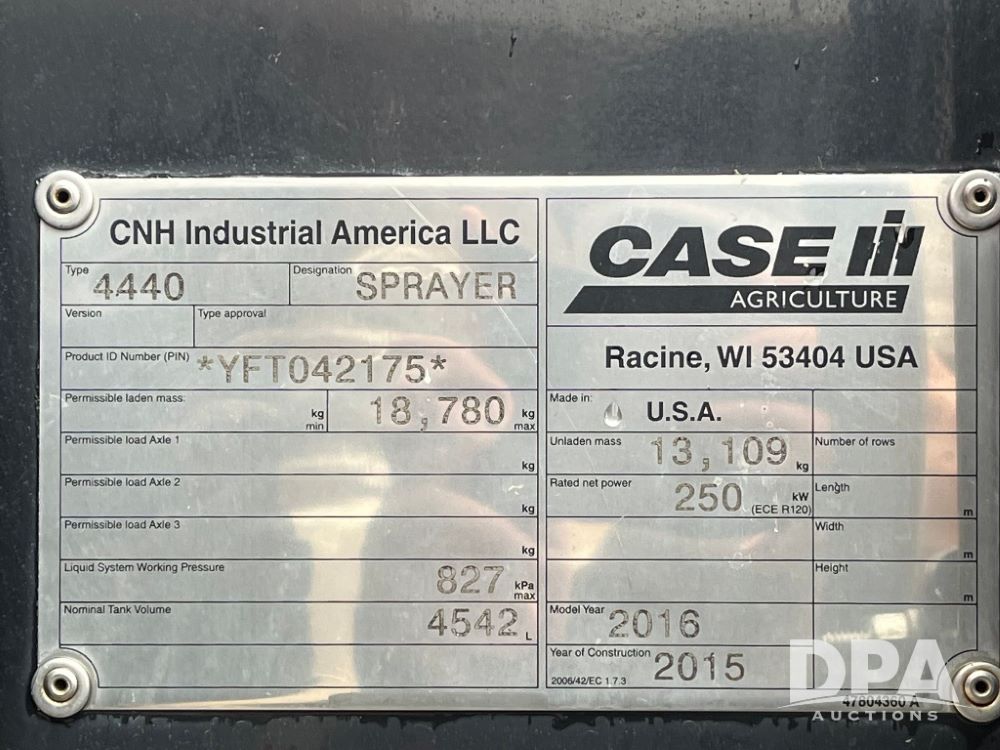 CNH Industrial America LLC
Type 4440 Designation SPRAYER
Version Type approval
Product ID Number (PIN) *YFT042175*
Permissible laden mass: kg min 18,780 kg max
Permissible load Axle 1 kg
Permissible load Axle 2 kg
Permissible load Axle 3 kg
Liquid System Working Pressure 827 kPa max
Nominal Tank Volume 4542 L
CASE IH
AGRICULTURE
Racine, WI 53404 USA
Made in: U.S.A.
Unladen mass 13,109 kg Number of rows
Rated net power 250 kW (ECE R120) Length m
Width m
Height m
Model Year 2016
Year of Construction 2015
2006/42/EC 1.7.3
47804360 A
DPA
AUCTIONS